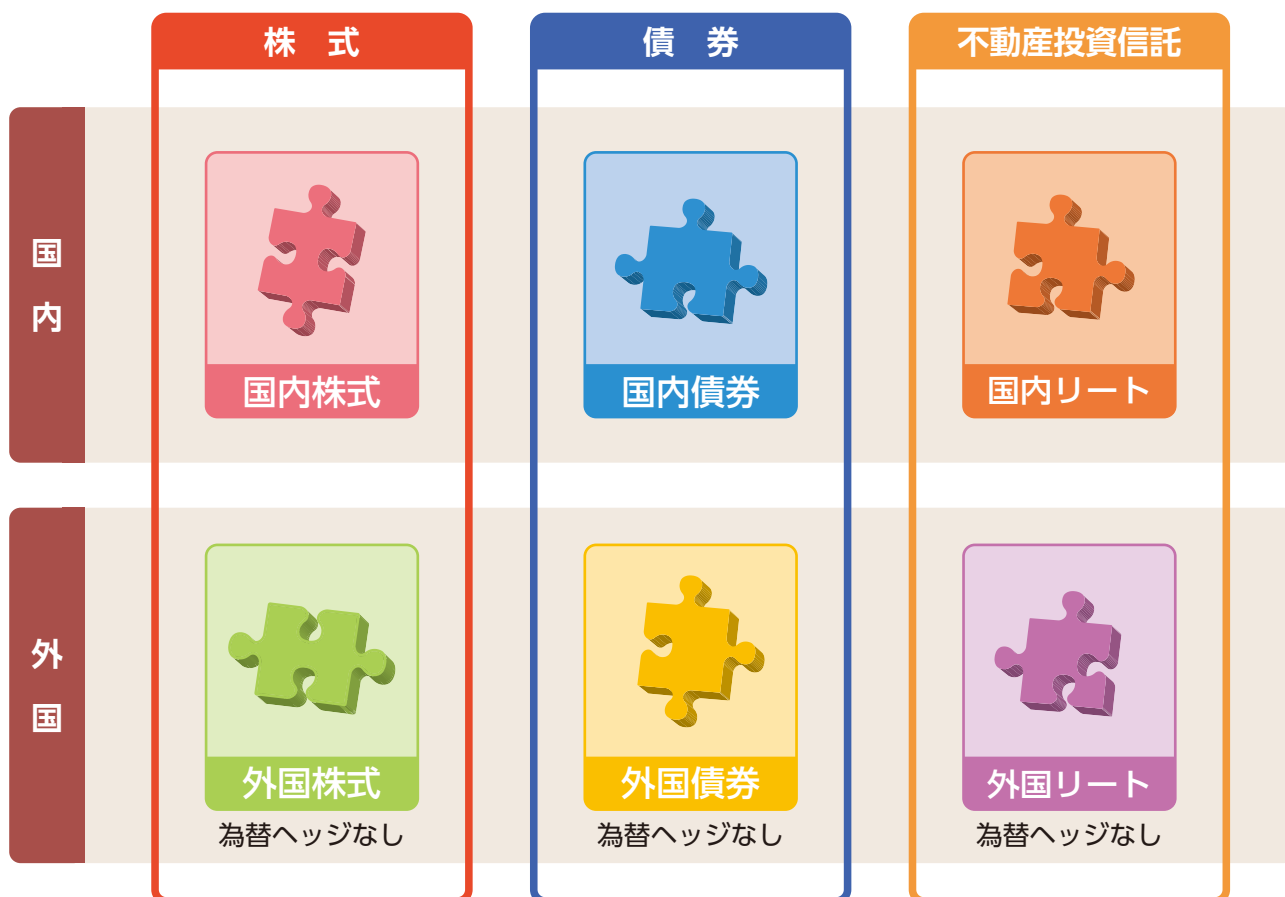 株 式
債 券
不動産投資信託
国内
国内株式
国内債券
国内リート
外国
外国株式
外国債券
外国リート
為替ヘッジなし
為替ヘッジなし
為替ヘッジなし